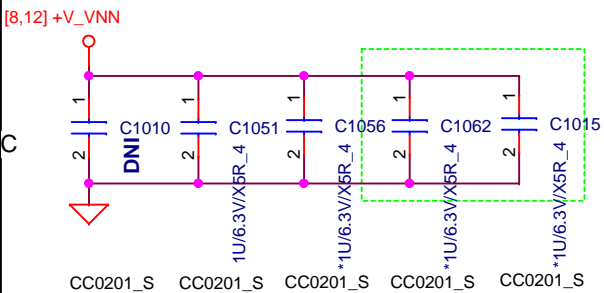 [8,12] +V_VNN
1
1
1
1
1
C1010
C1051
C1056
C1062
C1015
C
2
2
2
2
2
DNI
1U/6.3V/X5R_4
*1U/6.3V/X5R_4
*1U/6.3V/X5R_4
*1U/6.3V/X5R_4
CC0201_S
CC0201_S
CC0201_S
CC0201_S
CC0201_S